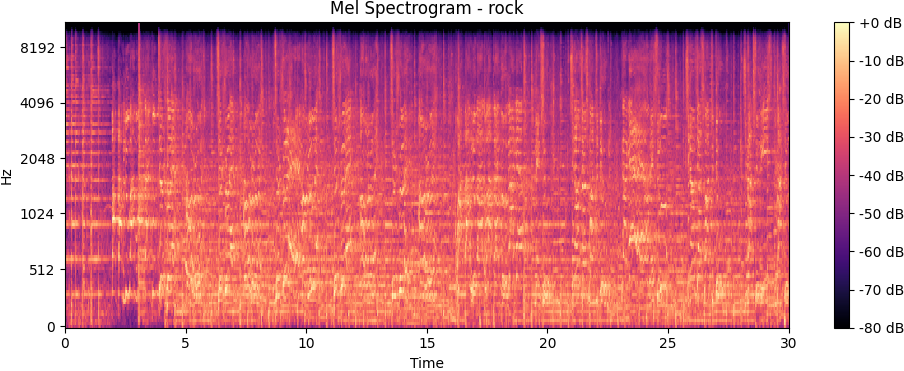 Mel Spectrogram - rock
Hz
8192
4096
2048
1024
512
0
0 5 10 15 20 25 30
Time
+0 dB
-10 dB
-20 dB
-30 dB
-40 dB
-50 dB
-60 dB
-70 dB
-80 dB